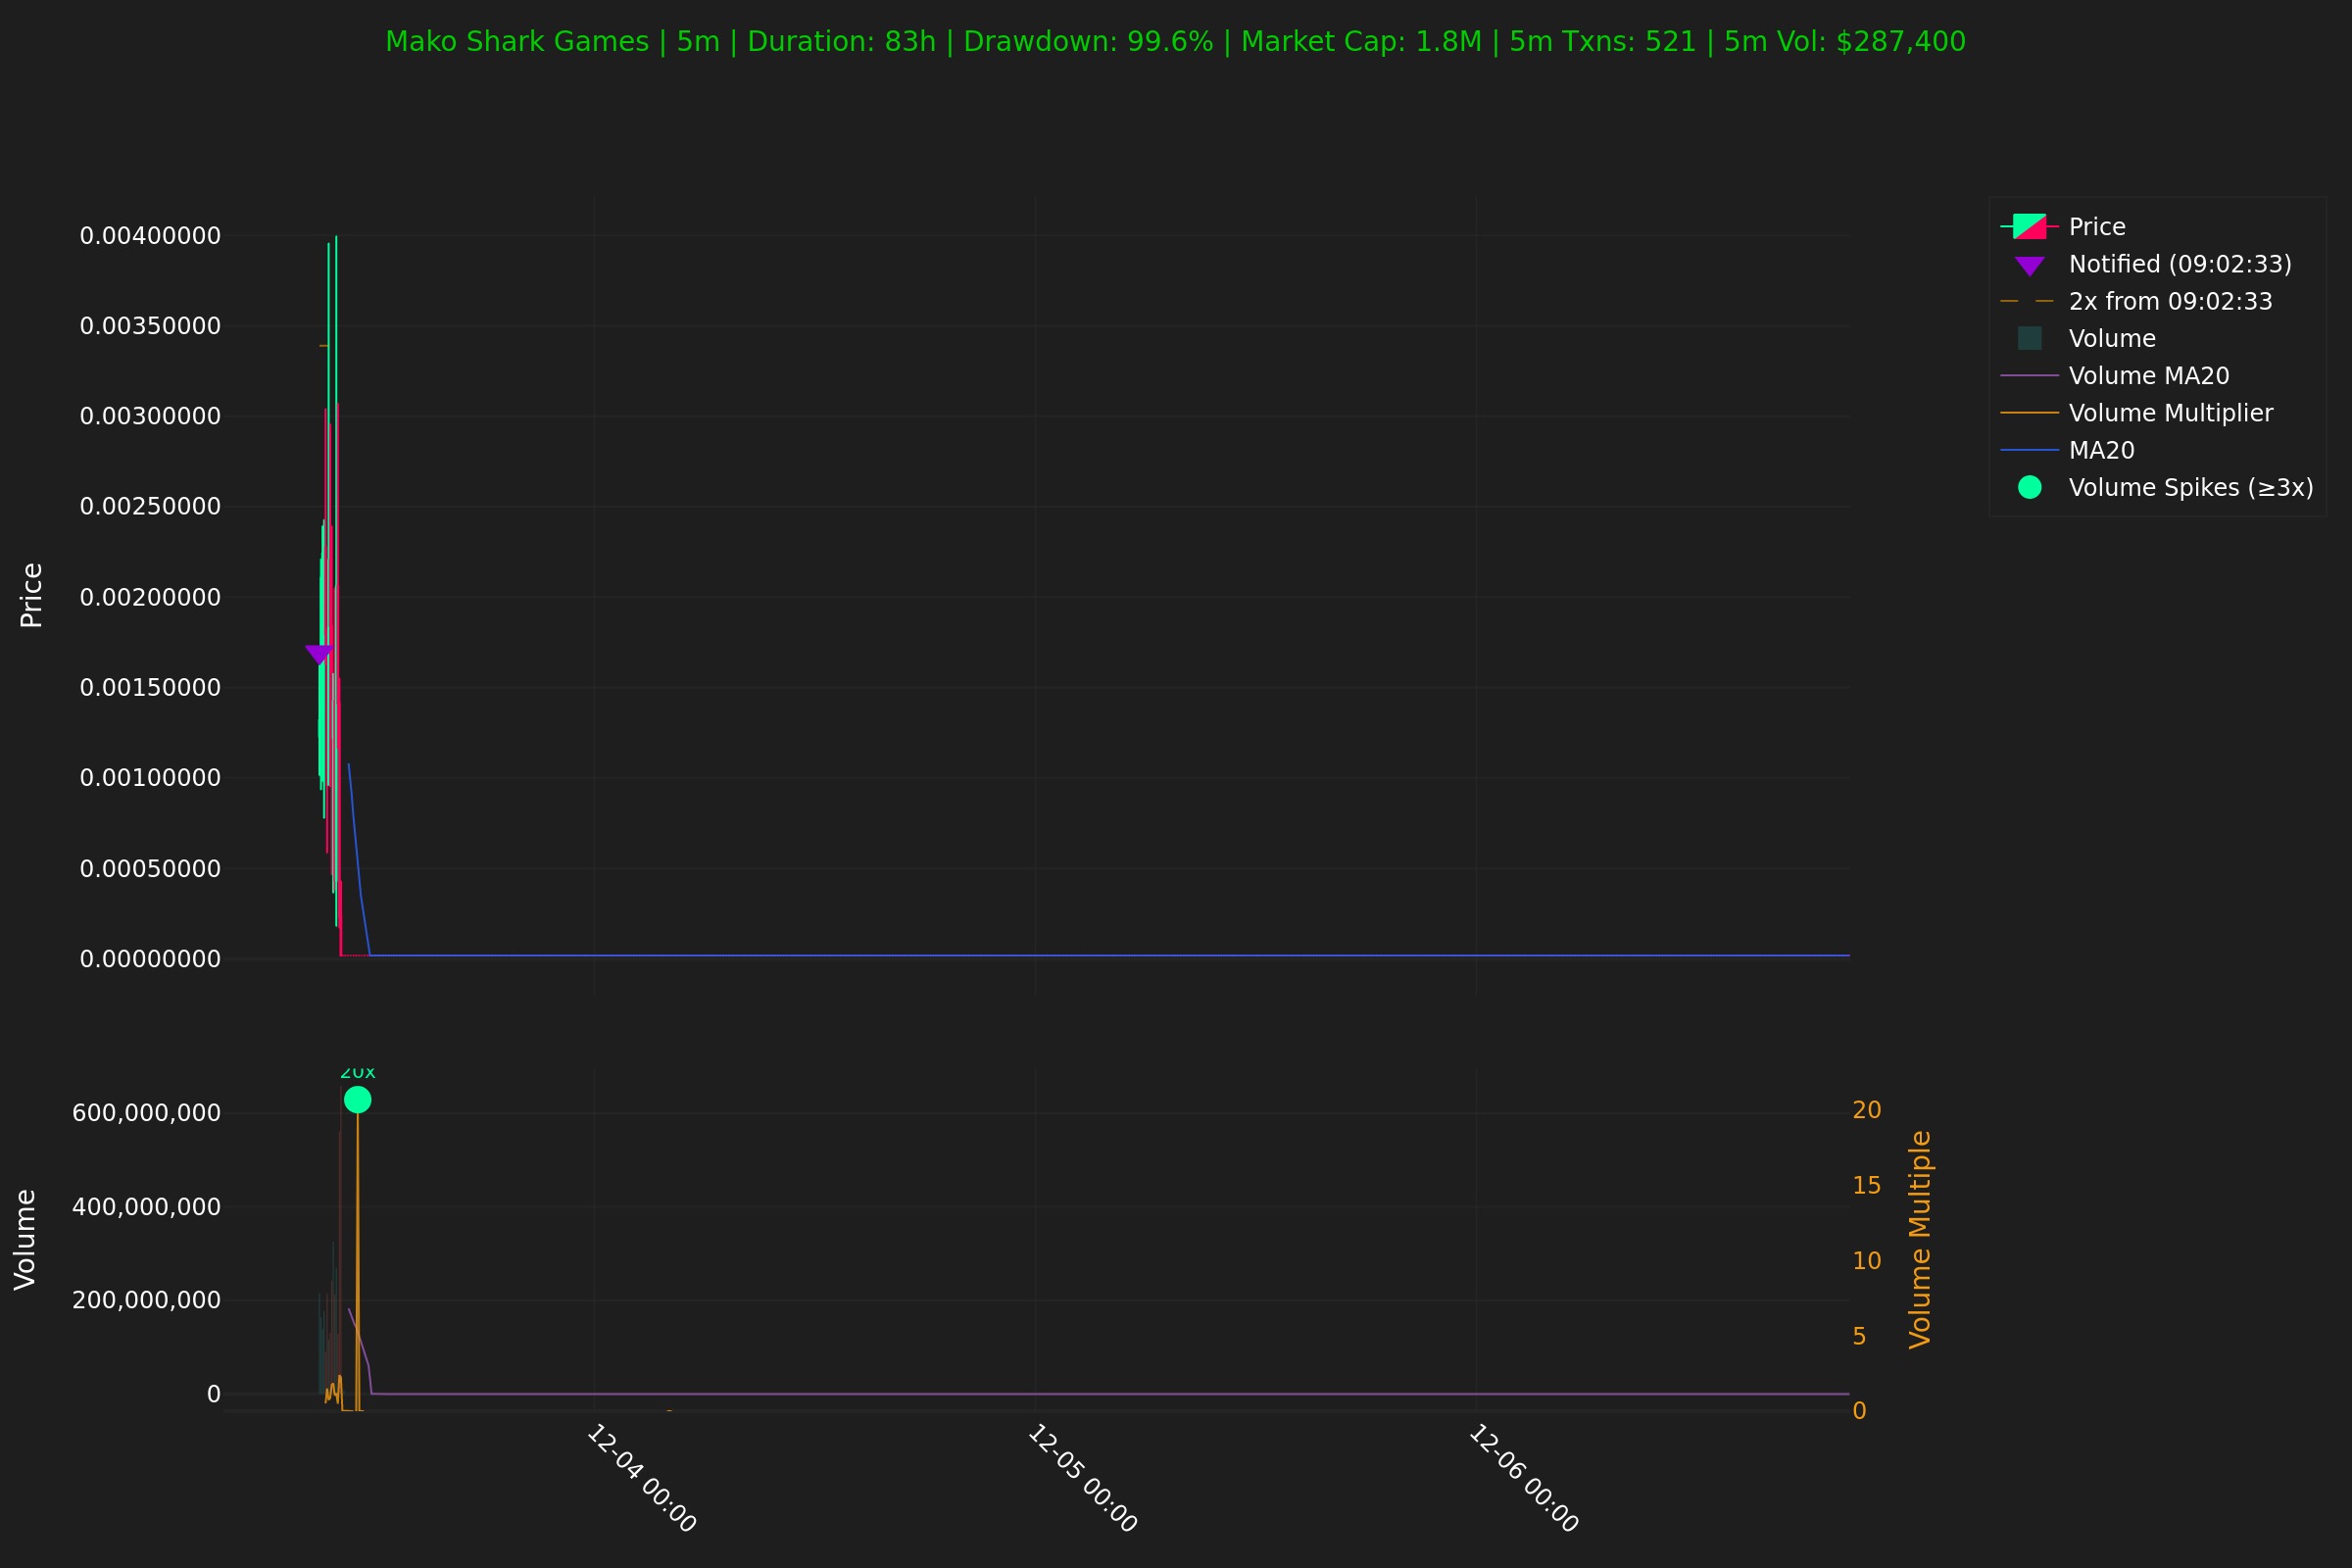 Mako Shark Games | 5m | Duration: 83h | Drawdown: 99.6% | Market Cap: 1.8M | 5m Txns: 521 | 5m Vol: $287,400
Price
0.00400000
0.00350000
0.00300000
0.00250000
0.00200000
0.00150000
0.00100000
0.00050000
0.00000000
Price
Notified (09:02:33)
2x from 09:02:33
Volume
Volume MA20
Volume Multiplier
MA20
Volume Spikes (≥3x)
Volume
600,000,000
400,000,000
200,000,000
0
20x
20
15
10
5
0
Volume Multiple
12-04 00:00
12-05 00:00
12-06 00:00